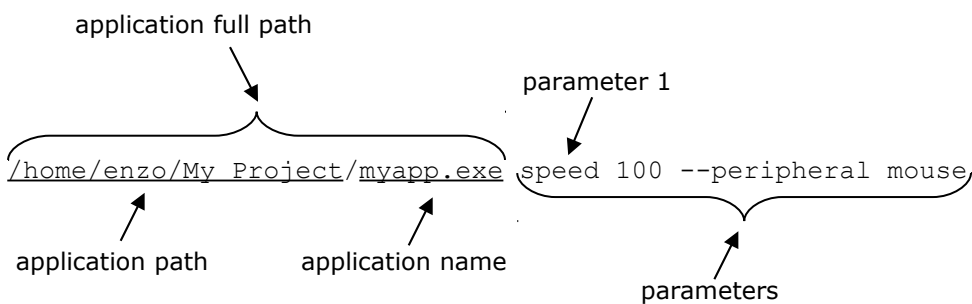 application full path
parameter 1
/home/enzo/My Project/myapp.exe speed 100 --peripheral mouse
application path application name
parameters